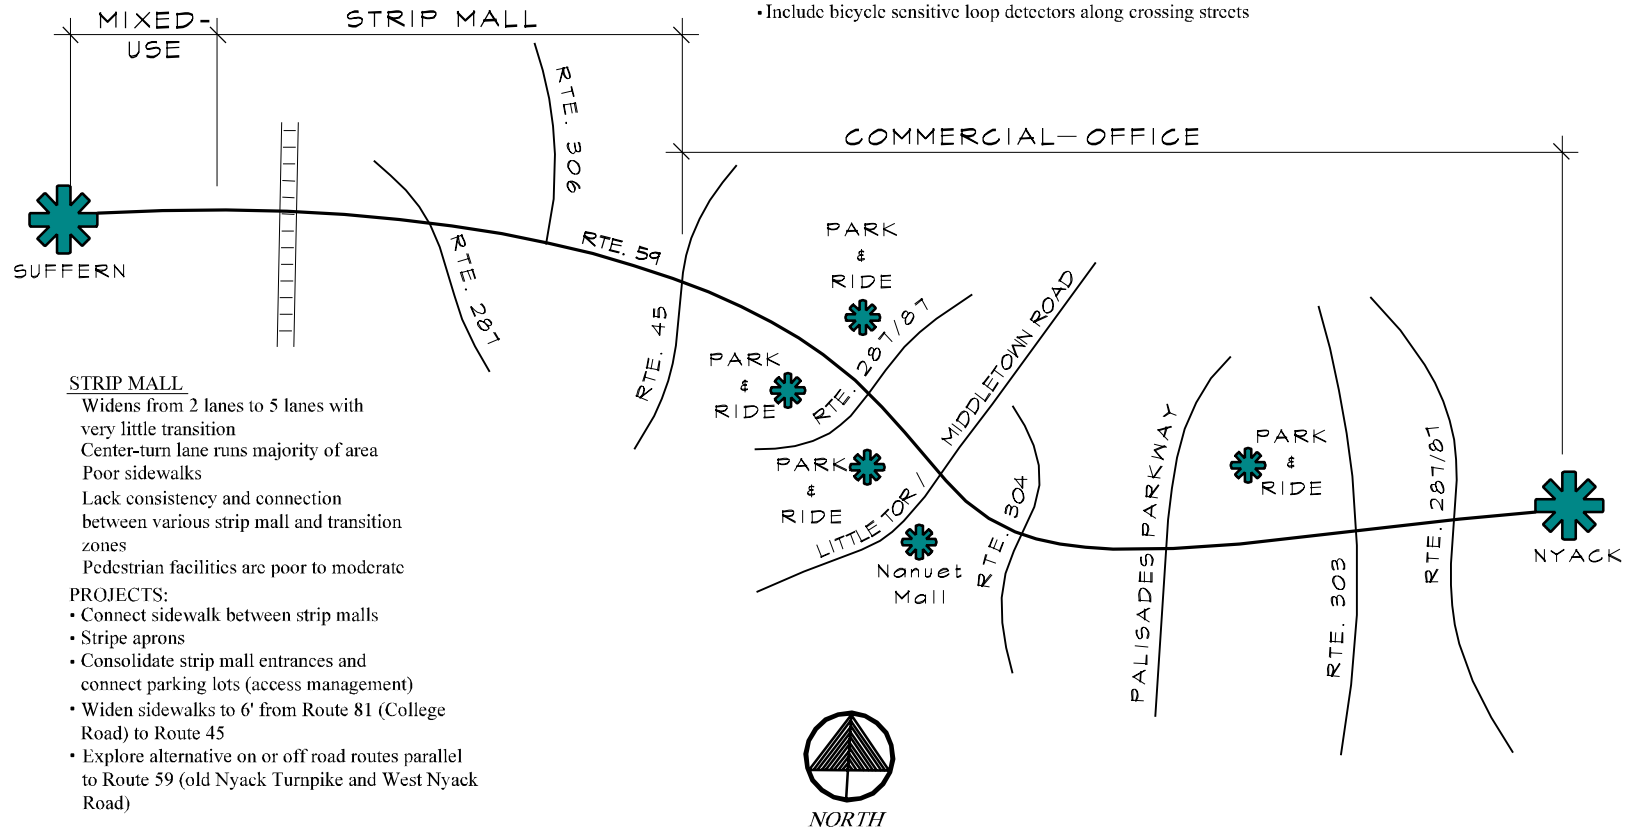 MIXED-
USE
STRIP MALL
▪ Include bicycle sensitive loop detectors along crossing streets
COMMERCIAL—OFFICE
RTE. 306
SUFFERN
RTE. 287
RTE. 59
RTE. 45
PARK
&
RIDE
PARK
&
RIDE
RTE. 287/87
MIDDLETOWN ROAD
LITTLE TOR /
PARK
&
RIDE
Nanuet
Mall
RTE. 304
PALISADES PARKWAY
PARK
&
RIDE
RTE. 303
RTE. 287/87
NYACK
STRIP MALL
Widens from 2 lanes to 5 lanes with
very little transition
Center-turn lane runs majority of area
Poor sidewalks
Lack consistency and connection
between various strip mall and transition
zones
Pedestrian facilities are poor to moderate
PROJECTS:
▪ Connect sidewalk between strip malls
▪ Stripe aprons
▪ Consolidate strip mall entrances and
connect parking lots (access management)
▪ Widen sidewalks to 6' from Route 81 (College
Road) to Route 45
▪ Explore alternative on or off road routes parallel
to Route 59 (old Nyack Turnpike and West Nyack
Road)
NORTH